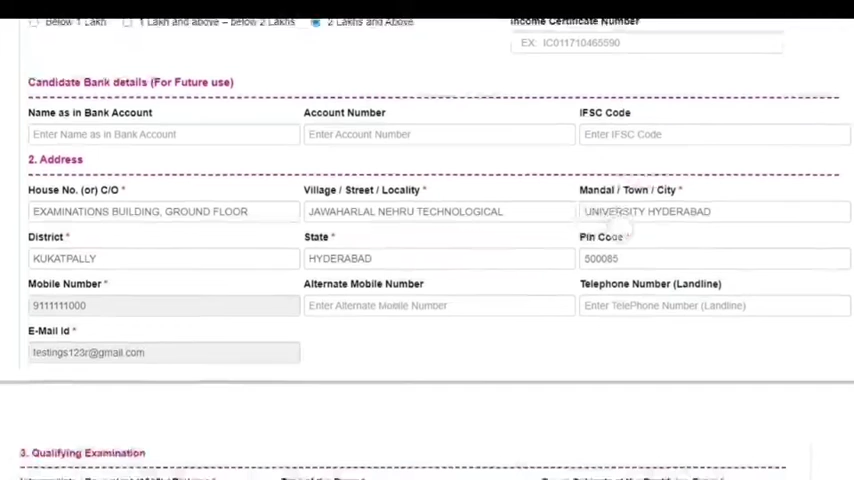 Below 1 Lakh 1 Lakh and above – below 2 Lakhs 2 Lakhs and Above
Income Certificate Number
EX: IC011710465590
Candidate Bank details (For Future use)
Name as in Bank Account Account Number IFSC Code
Enter Name as in Bank Account Enter Account Number Enter IFSC Code
2. Address
House No. (or) C/O * Village / Street / Locality * Mandal / Town / City *
EXAMINATIONS BUILDING, GROUND FLOOR JAWAHARLAL NEHRU TECHNOLOGICAL UNIVERSITY HYDERABAD
District * State * Pin Code *
KUKATPALLY HYDERABAD 500085
Mobile Number * Alternate Mobile Number Telephone Number (Landline)
9111111000 Enter Alternate Mobile Number Enter TelePhone Number (Landline)
E-Mail Id *
testings123r@gmail.com
3. Qualifying Examination